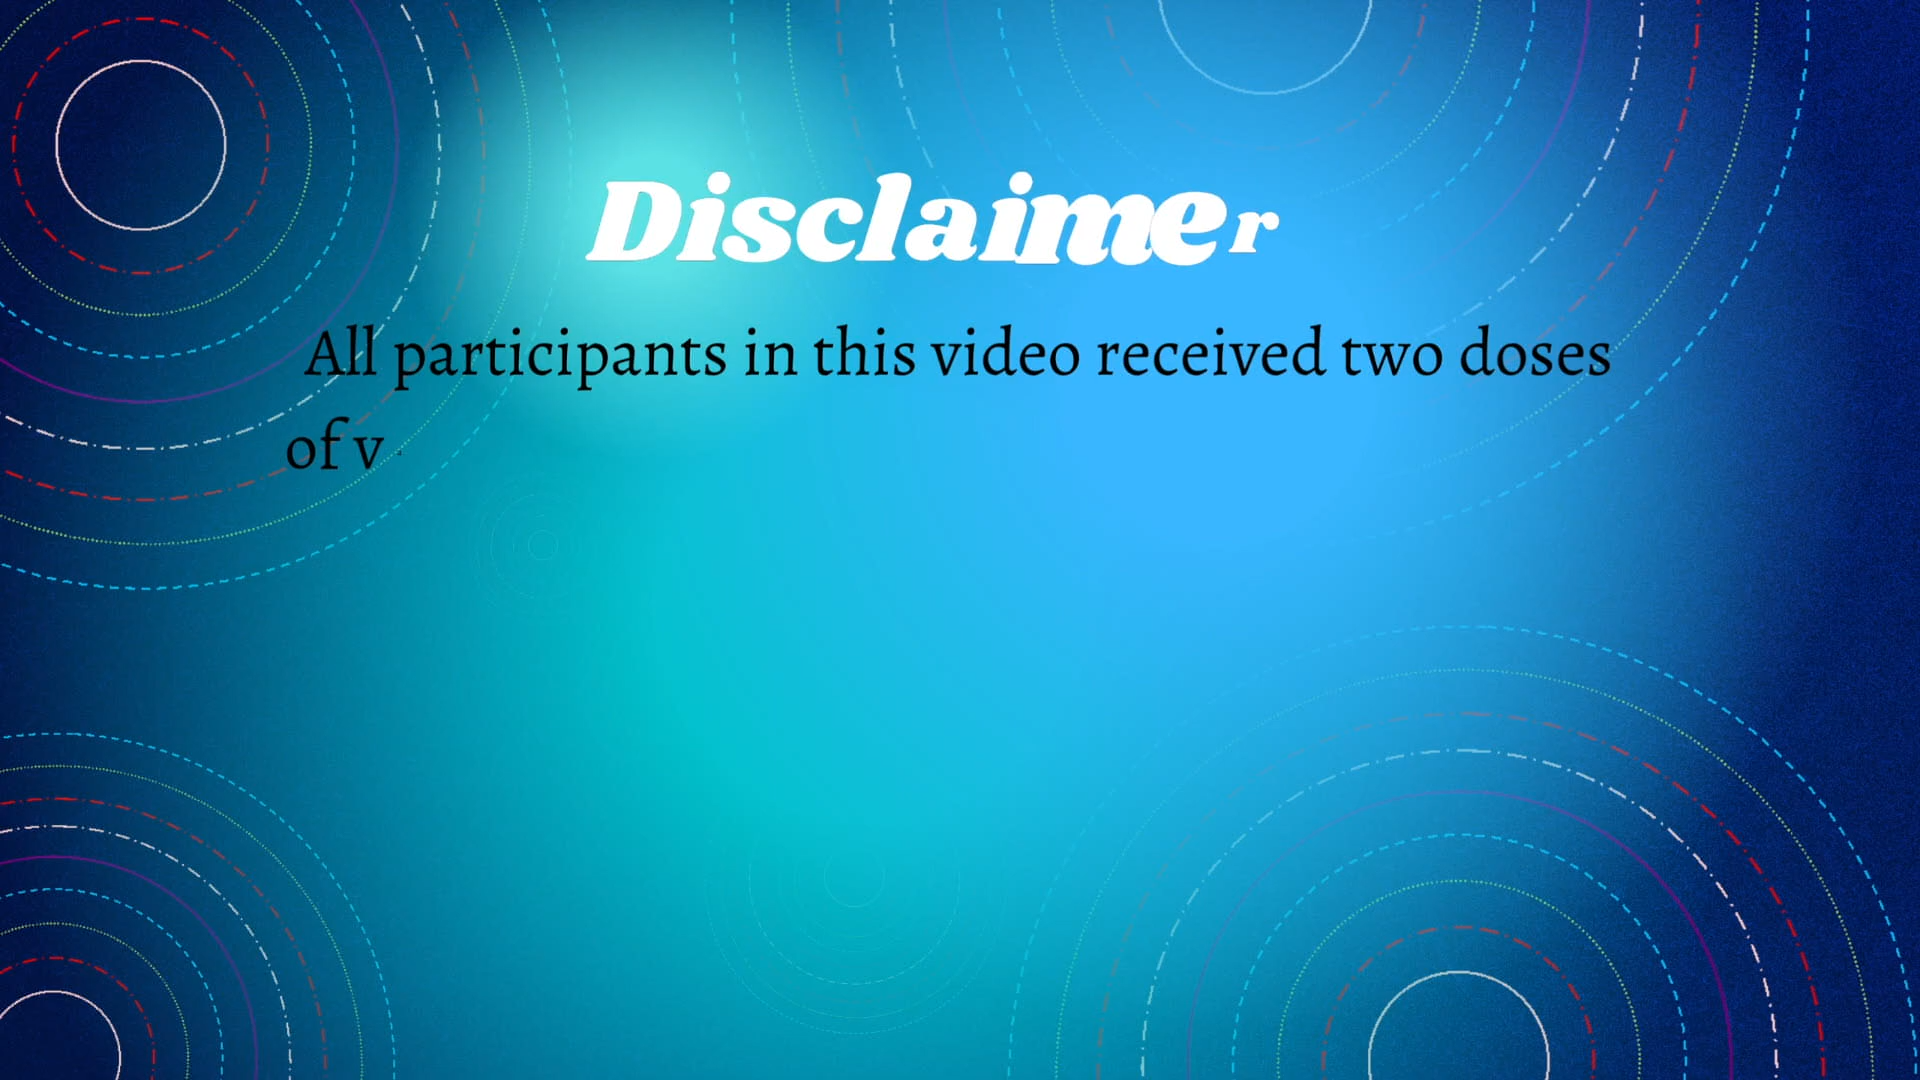 Disclaimer
All participants in this video received two doses
of v